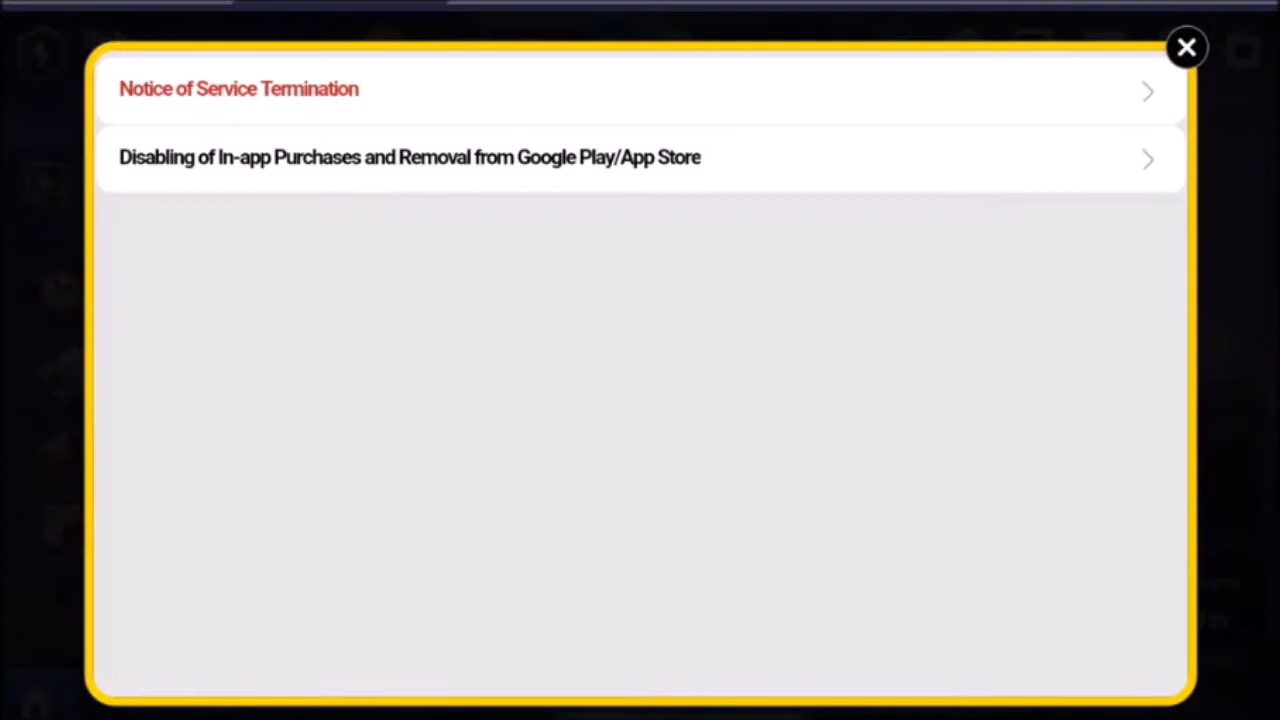 Notice of Service Termination
Disabling of In-app Purchases and Removal from Google Play/App Store